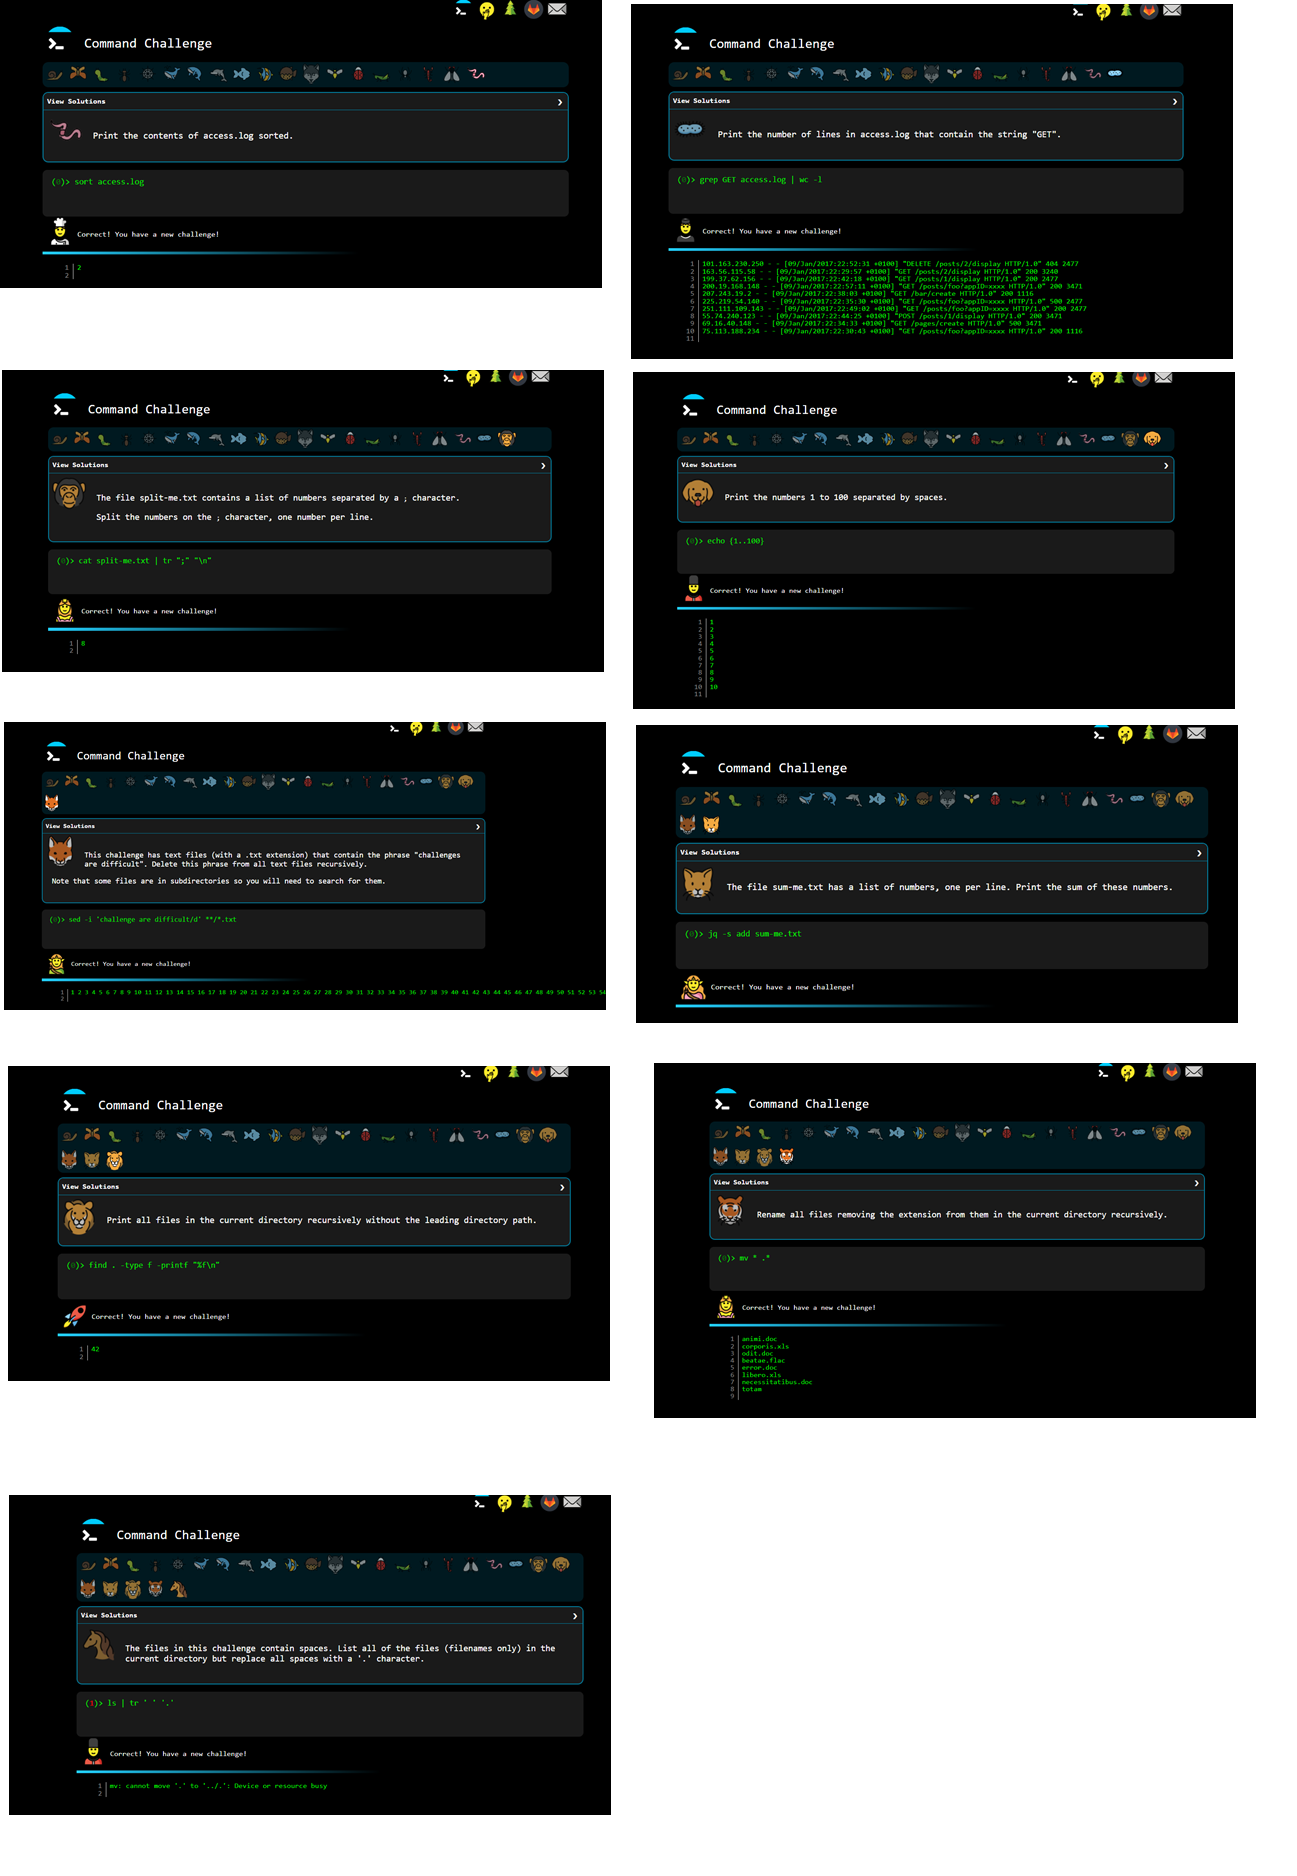 Command Challenge
View Solutions
Print the contents of access.log sorted.
(0)> sort access.log
Correct! You have a new challenge!
1 2
2
Command Challenge
View Solutions
Print the number of lines in access.log that contain the string "GET".
(0)> grep GET access.log | wc -l
Correct! You have a new challenge!
1 101.163.230.250 - - [09/Jan/2017:22:52:31 +0100] "DELETE /posts/2/display HTTP/1.0" 404 2477
2 163.56.115.58 - - [09/Jan/2017:22:29:57 +0100] "GET /posts/2/display HTTP/1.0" 200 3240
3 199.37.62.156 - - [09/Jan/2017:22:42:18 +0100] "GET /posts/1/display HTTP/1.0" 200 2477
4 200.19.168.148 - - [09/Jan/2017:22:57:11 +0100] "GET /posts/foo?appID=xxxx HTTP/1.0" 200 3471
5 207.243.19.2 - - [09/Jan/2017:22:38:03 +0100] "GET /bar/create HTTP/1.0" 200 1116
6 225.219.54.140 - - [09/Jan/2017:22:35:30 +0100] "GET /posts/foo?appID=xxxx HTTP/1.0" 500 2477
7 251.111.109.143 - - [09/Jan/2017:22:49:02 +0100] "GET /posts/foo?appID=xxxx HTTP/1.0" 200 2477
8 55.74.240.123 - - [09/Jan/2017:22:44:25 +0100] "POST /posts/1/display HTTP/1.0" 200 3471
9 69.16.40.148 - - [09/Jan/2017:22:34:33 +0100] "GET /pages/create HTTP/1.0" 500 3471
10 75.113.188.234 - - [09/Jan/2017:22:30:43 +0100] "GET /posts/foo?appID=xxxx HTTP/1.0" 200 1116
11
Command Challenge
View Solutions
The file split-me.txt contains a list of numbers separated by a ; character.
Split the numbers on the ; character, one number per line.
(0)> cat split-me.txt | tr ";" "\n"
Correct! You have a new challenge!
1 8
2
Command Challenge
View Solutions
Print the numbers 1 to 100 separated by spaces.
(0)> echo {1..100}
Correct! You have a new challenge!
1 1
2 2
3 3
4 4
5 5
6 6
7 7
8 8
9 9
10 10
11
Command Challenge
View Solutions
This challenge has text files (with a .txt extension) that contain the phrase "challenges
are difficult". Delete this phrase from all text files recursively.
Note that some files are in subdirectories so you will need to search for them.
(0)> sed -i 'challenge are difficult/d' **/*.txt
Correct! You have a new challenge!
1 1 2 3 4 5 6 7 8 9 10 11 12 13 14 15 16 17 18 19 20 21 22 23 24 25 26 27 28 29 30 31 32 33 34 35 36 37 38 39 40 41 42 43 44 45 46 47 48 49 50 51 52 53 54
2
Command Challenge
View Solutions
The file sum-me.txt has a list of numbers, one per line. Print the sum of these numbers.
(0)> jq -s add sum-me.txt
Correct! You have a new challenge!
Command Challenge
View Solutions
Print all files in the current directory recursively without the leading directory path.
(0)> find . -type f -printf "%f\n"
Correct! You have a new challenge!
1 42
2
Command Challenge
View Solutions
Rename all files removing the extension from them in the current directory recursively.
(0)> mv * .*
Correct! You have a new challenge!
1 animi.doc
2 corporis.xls
3 odit.doc
4 beatae.flac
5 error.doc
6 libero.xls
7 necessitatibus.doc
8 totam
9
Command Challenge
View Solutions
The files in this challenge contain spaces. List all of the files (filenames only) in the
current directory but replace all spaces with a '.' character.
(1)> ls | tr ' ' '.'
Correct! You have a new challenge!
1 mv: cannot move '.' to '../.': Device or resource busy
2